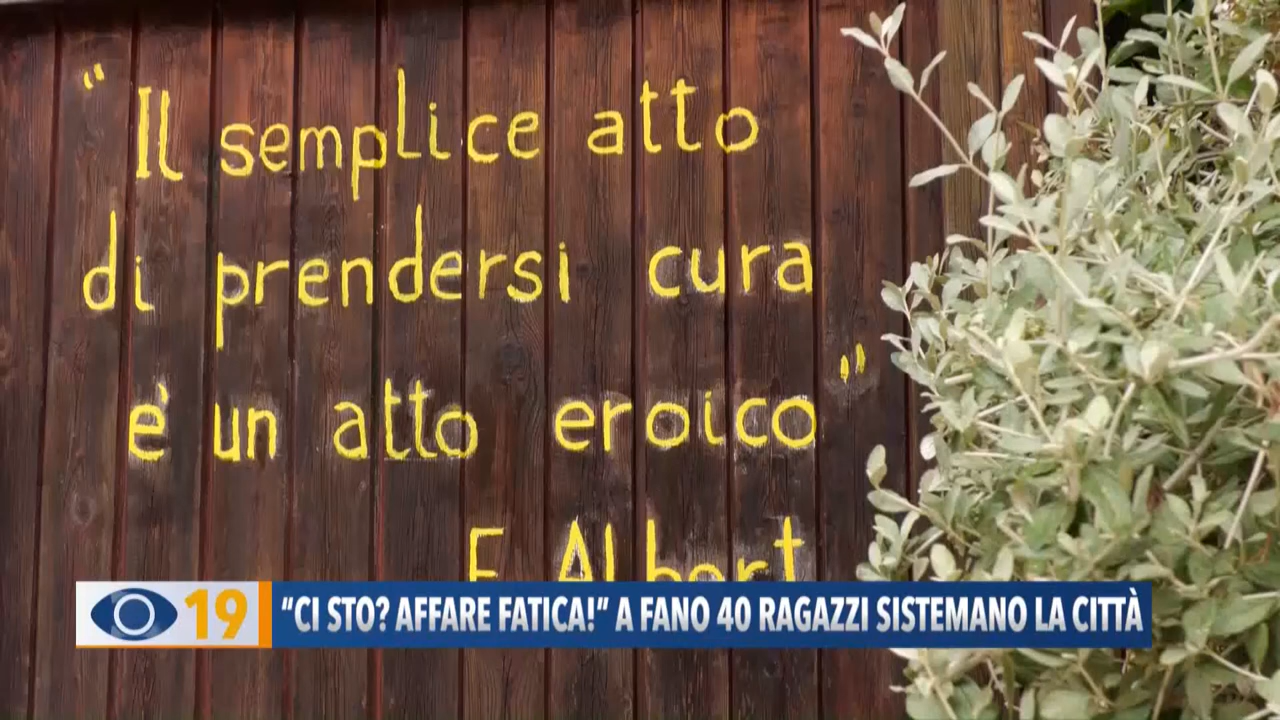 "Il semplice atto
di prendersi cura
e' un atto eroico"
E. Albert
19
“CI STO? AFFARE FATICA!” A FANO 40 RAGAZZI SISTEMANO LA CITTÀ